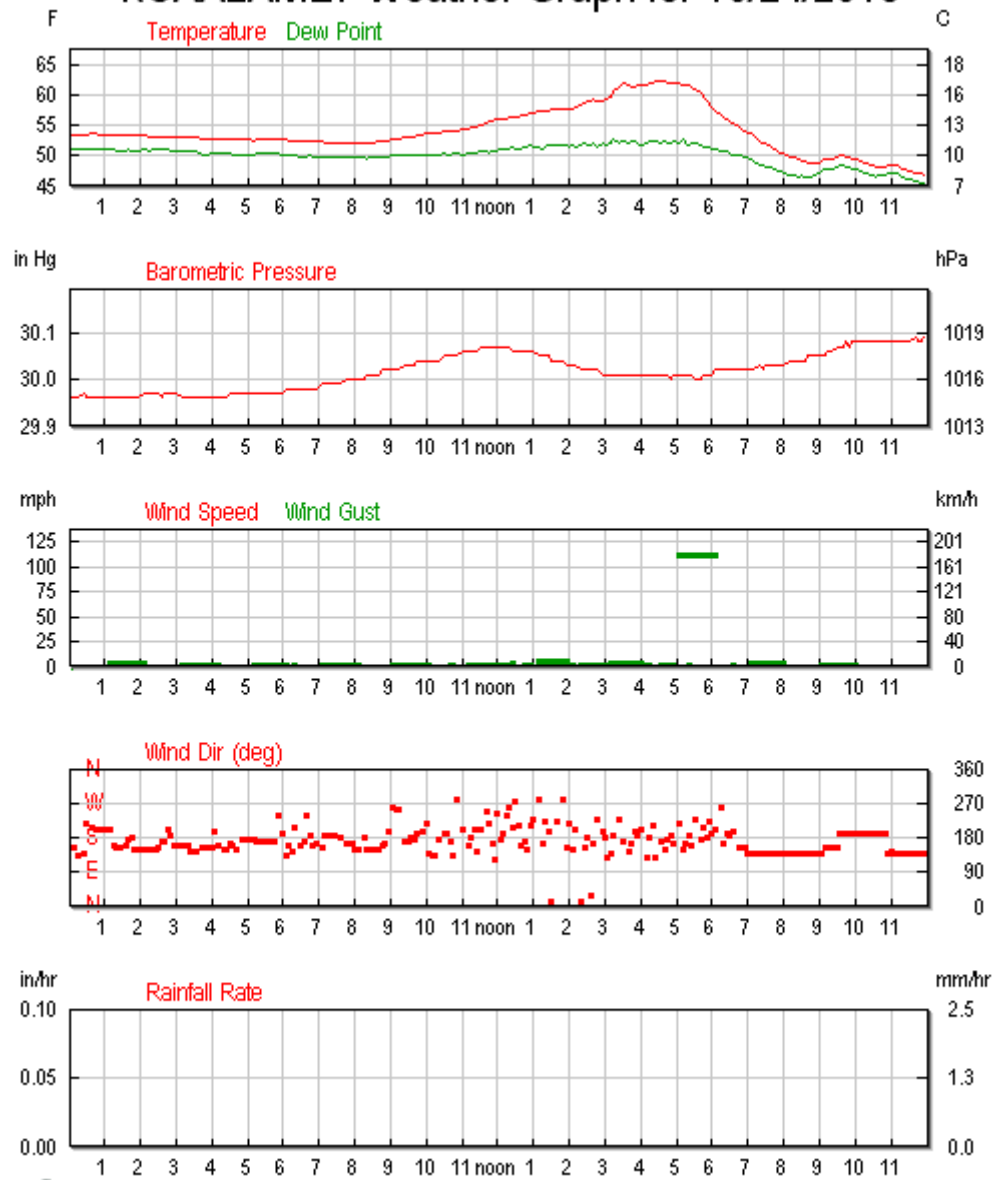 Weather Graph for
F C
Temperature Dew Point
65 18
60 16
55 13
50 10
45 7
1 2 3 4 5 6 7 8 9 10 11 noon 1 2 3 4 5 6 7 8 9 10 11
in Hg hPa
Barometric Pressure
30.1 1019
30.0 1016
29.9 1013
1 2 3 4 5 6 7 8 9 10 11 noon 1 2 3 4 5 6 7 8 9 10 11
mph km/h
Wind Speed Wind Gust
125 201
100 161
75 121
50 80
25 40
0 0
1 2 3 4 5 6 7 8 9 10 11 noon 1 2 3 4 5 6 7 8 9 10 11
Wind Dir (deg)
N 360
W 270
S 180
E 90
N 0
1 2 3 4 5 6 7 8 9 10 11 noon 1 2 3 4 5 6 7 8 9 10 11
in/hr mm/hr
Rainfall Rate
0.10 2.5
0.05 1.3
0.00 0.0
1 2 3 4 5 6 7 8 9 10 11 noon 1 2 3 4 5 6 7 8 9 10 11